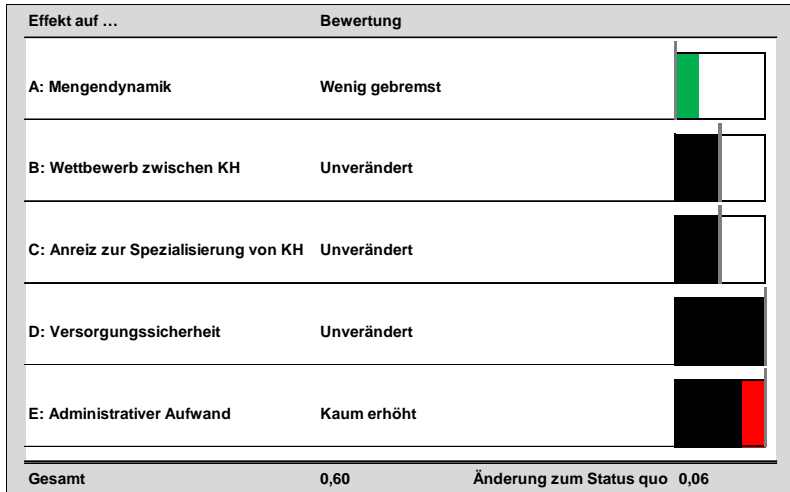 Effekt auf … Bewertung
A: Mengendynamik Wenig gebremst
B: Wettbewerb zwischen KH Unverändert
C: Anreiz zur Spezialisierung von KH Unverändert
D: Versorgungssicherheit Unverändert
E: Administrativer Aufwand Kaum erhöht
Gesamt 0,60 Änderung zum Status quo 0,06